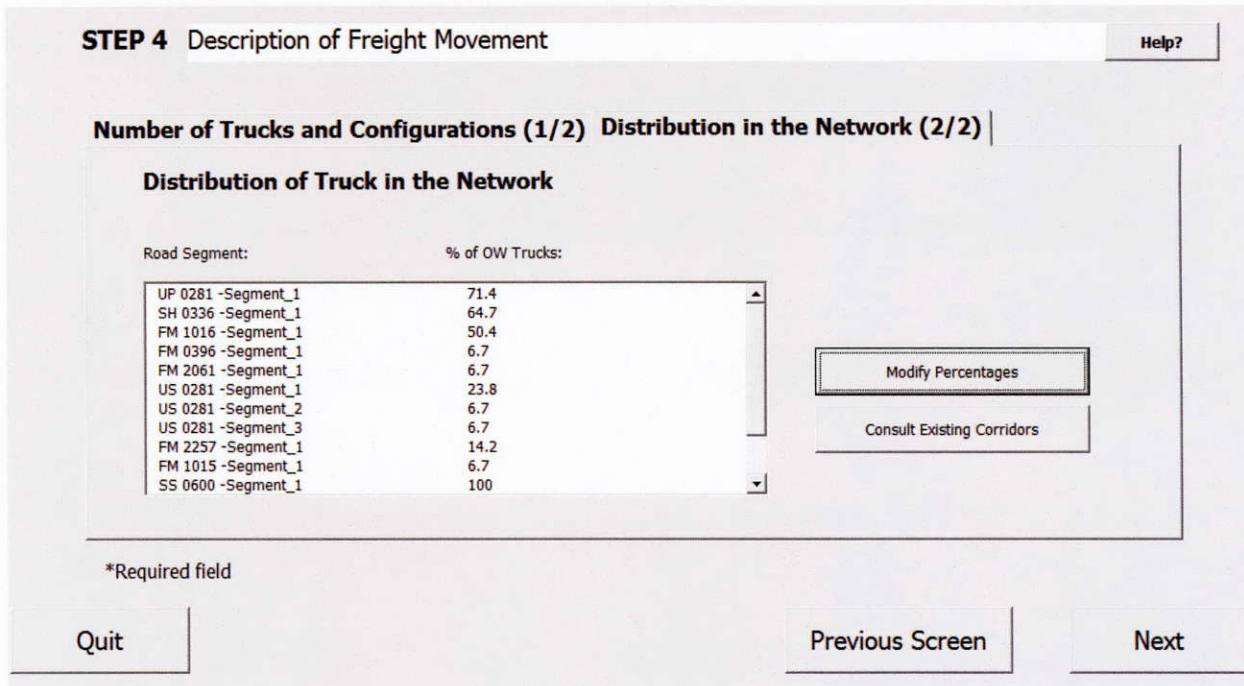 STEP 4 Description of Freight Movement
Help?
Number of Trucks and Configurations (1/2) Distribution in the Network (2/2)
Distribution of Truck in the Network
Road Segment: % of OW Trucks:
UP 0281 -Segment_1 71.4
SH 0336 -Segment_1 64.7
FM 1016 -Segment_1 50.4
FM 0396 -Segment_1 6.7
FM 2061 -Segment_1 6.7
US 0281 -Segment_1 23.8
US 0281 -Segment_2 6.7
US 0281 -Segment_3 6.7
FM 2257 -Segment_1 14.2
FM 1015 -Segment_1 6.7
SS 0600 -Segment_1 100
Modify Percentages
Consult Existing Corridors
*Required field
Quit
Previous Screen
Next